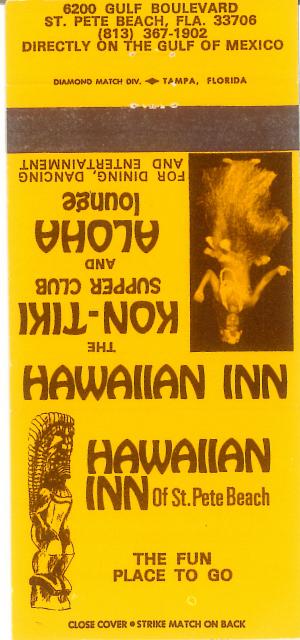 6200 GULF BOULEVARD
ST. PETE BEACH, FLA. 33706
(813) 367-1902
DIRECTLY ON THE GULF OF MEXICO
DIAMOND MATCH DIV. TAMPA, FLORIDA
HAWAIIAN INN
THE
KON-TIKI
SUPPER CLUB
AND
ALOHA
lounge
FOR DINING, DANCING
AND ENTERTAINMENT
HAWAIIAN
INN Of St. Pete Beach
THE FUN
PLACE TO GO
CLOSE COVER • STRIKE MATCH ON BACK